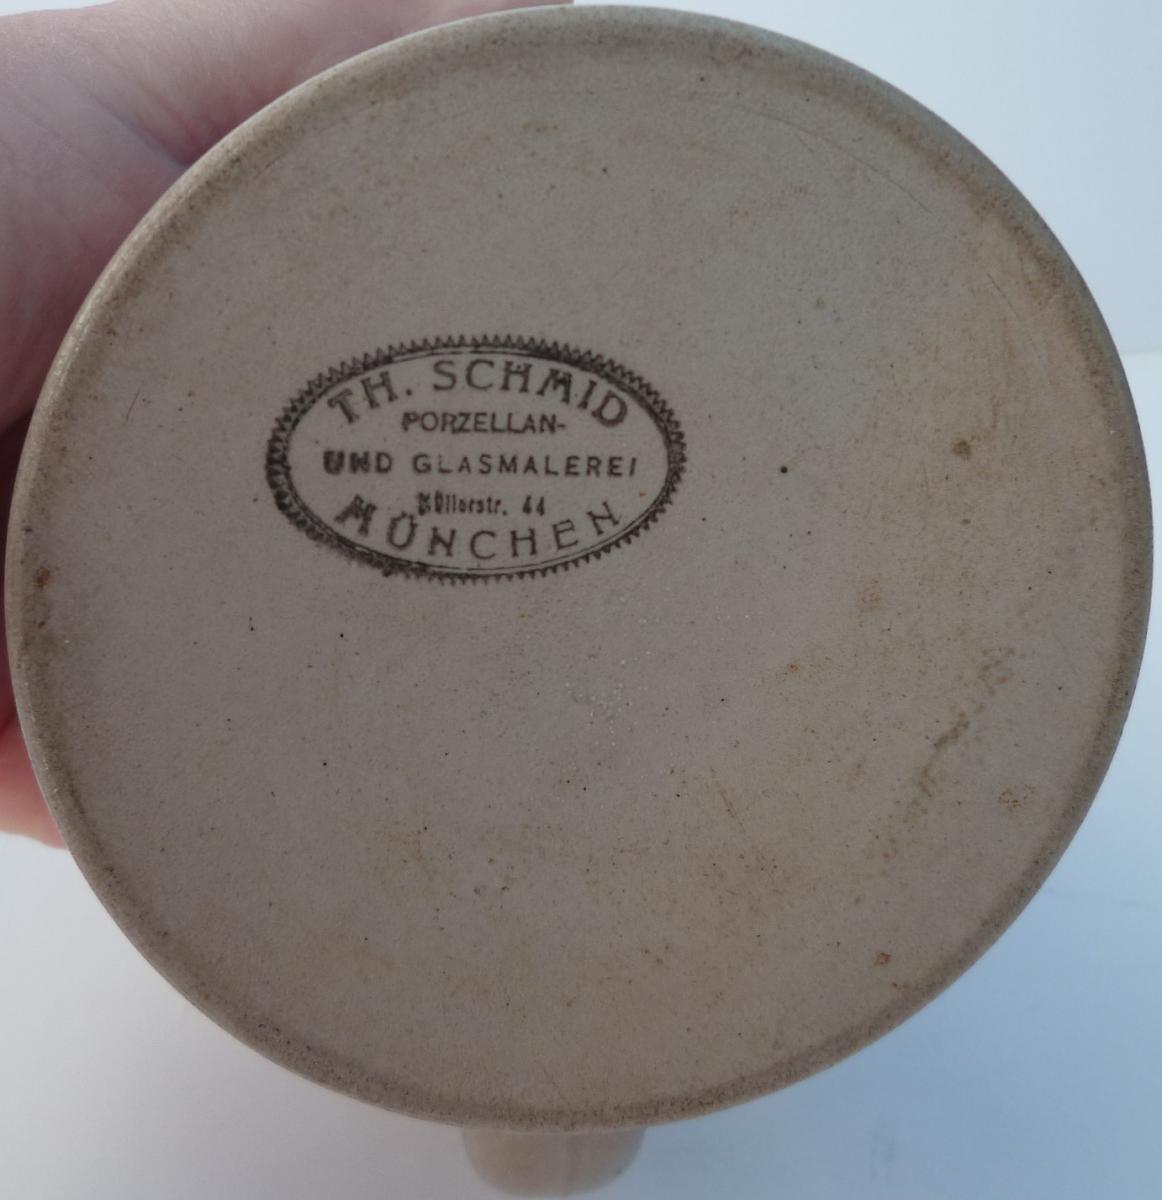 TH. SCHMID
PORZELLAN-
UND GLASMALEREI
Müllerstr. 44
MÜNCHEN